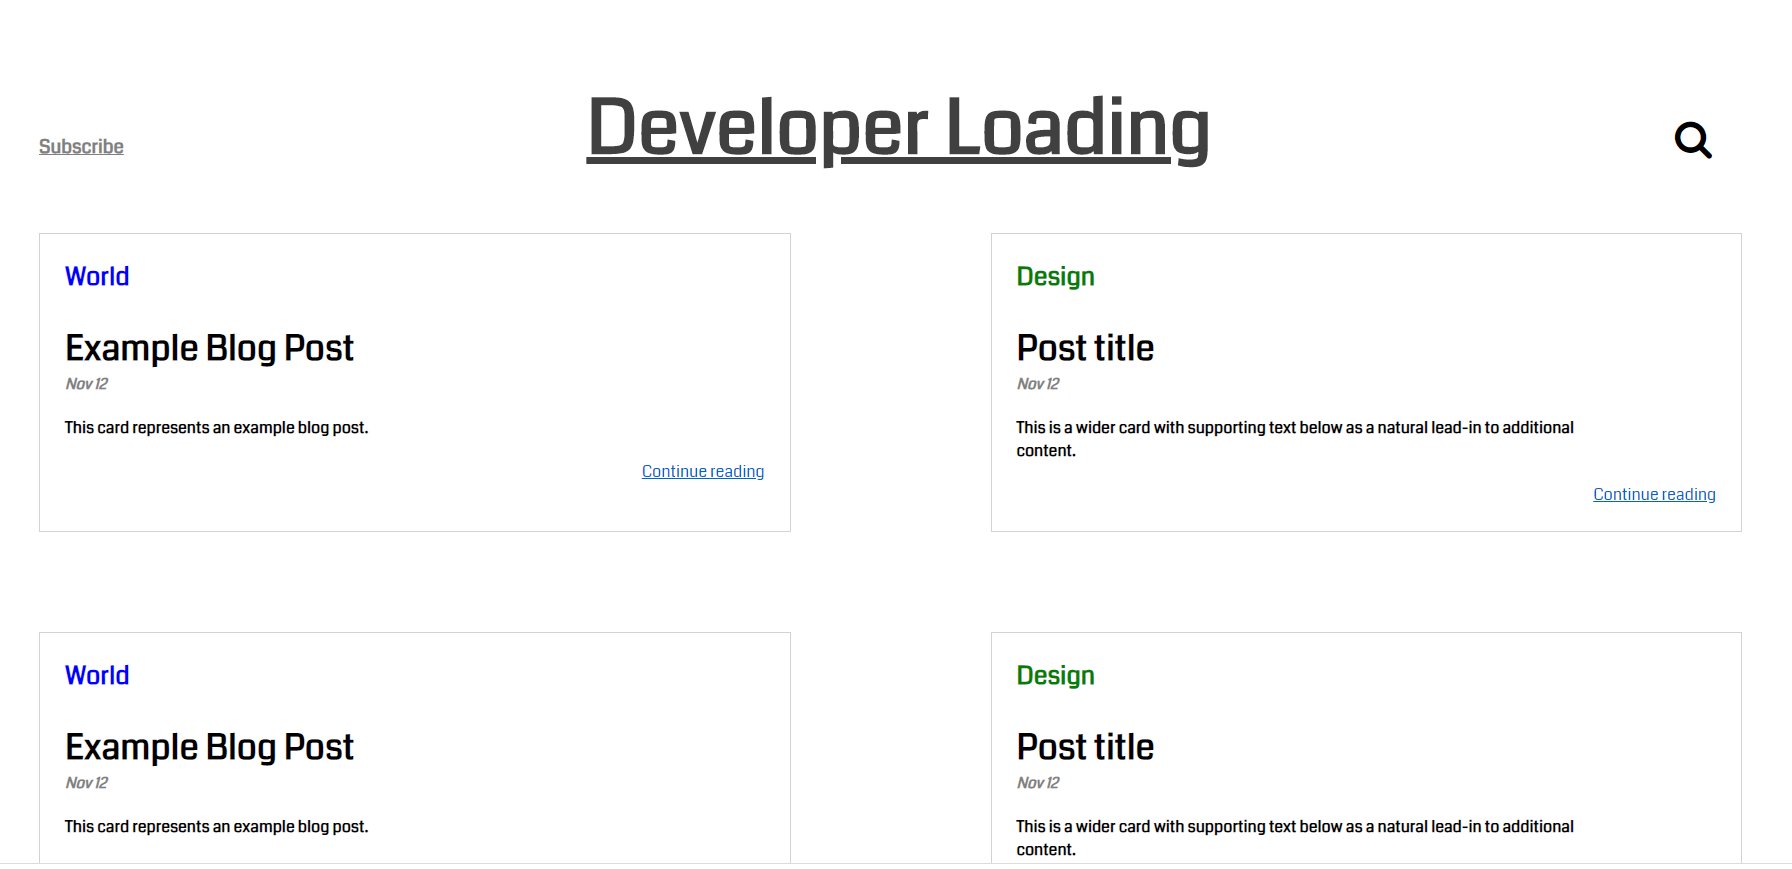 Subscribe
Developer Loading
World
Example Blog Post
Nov 12
This card represents an example blog post.
Continue reading
Design
Post title
Nov 12
This is a wider card with supporting text below as a natural lead-in to additional
content.
Continue reading
World
Example Blog Post
Nov 12
This card represents an example blog post.
Design
Post title
Nov 12
This is a wider card with supporting text below as a natural lead-in to additional
content.